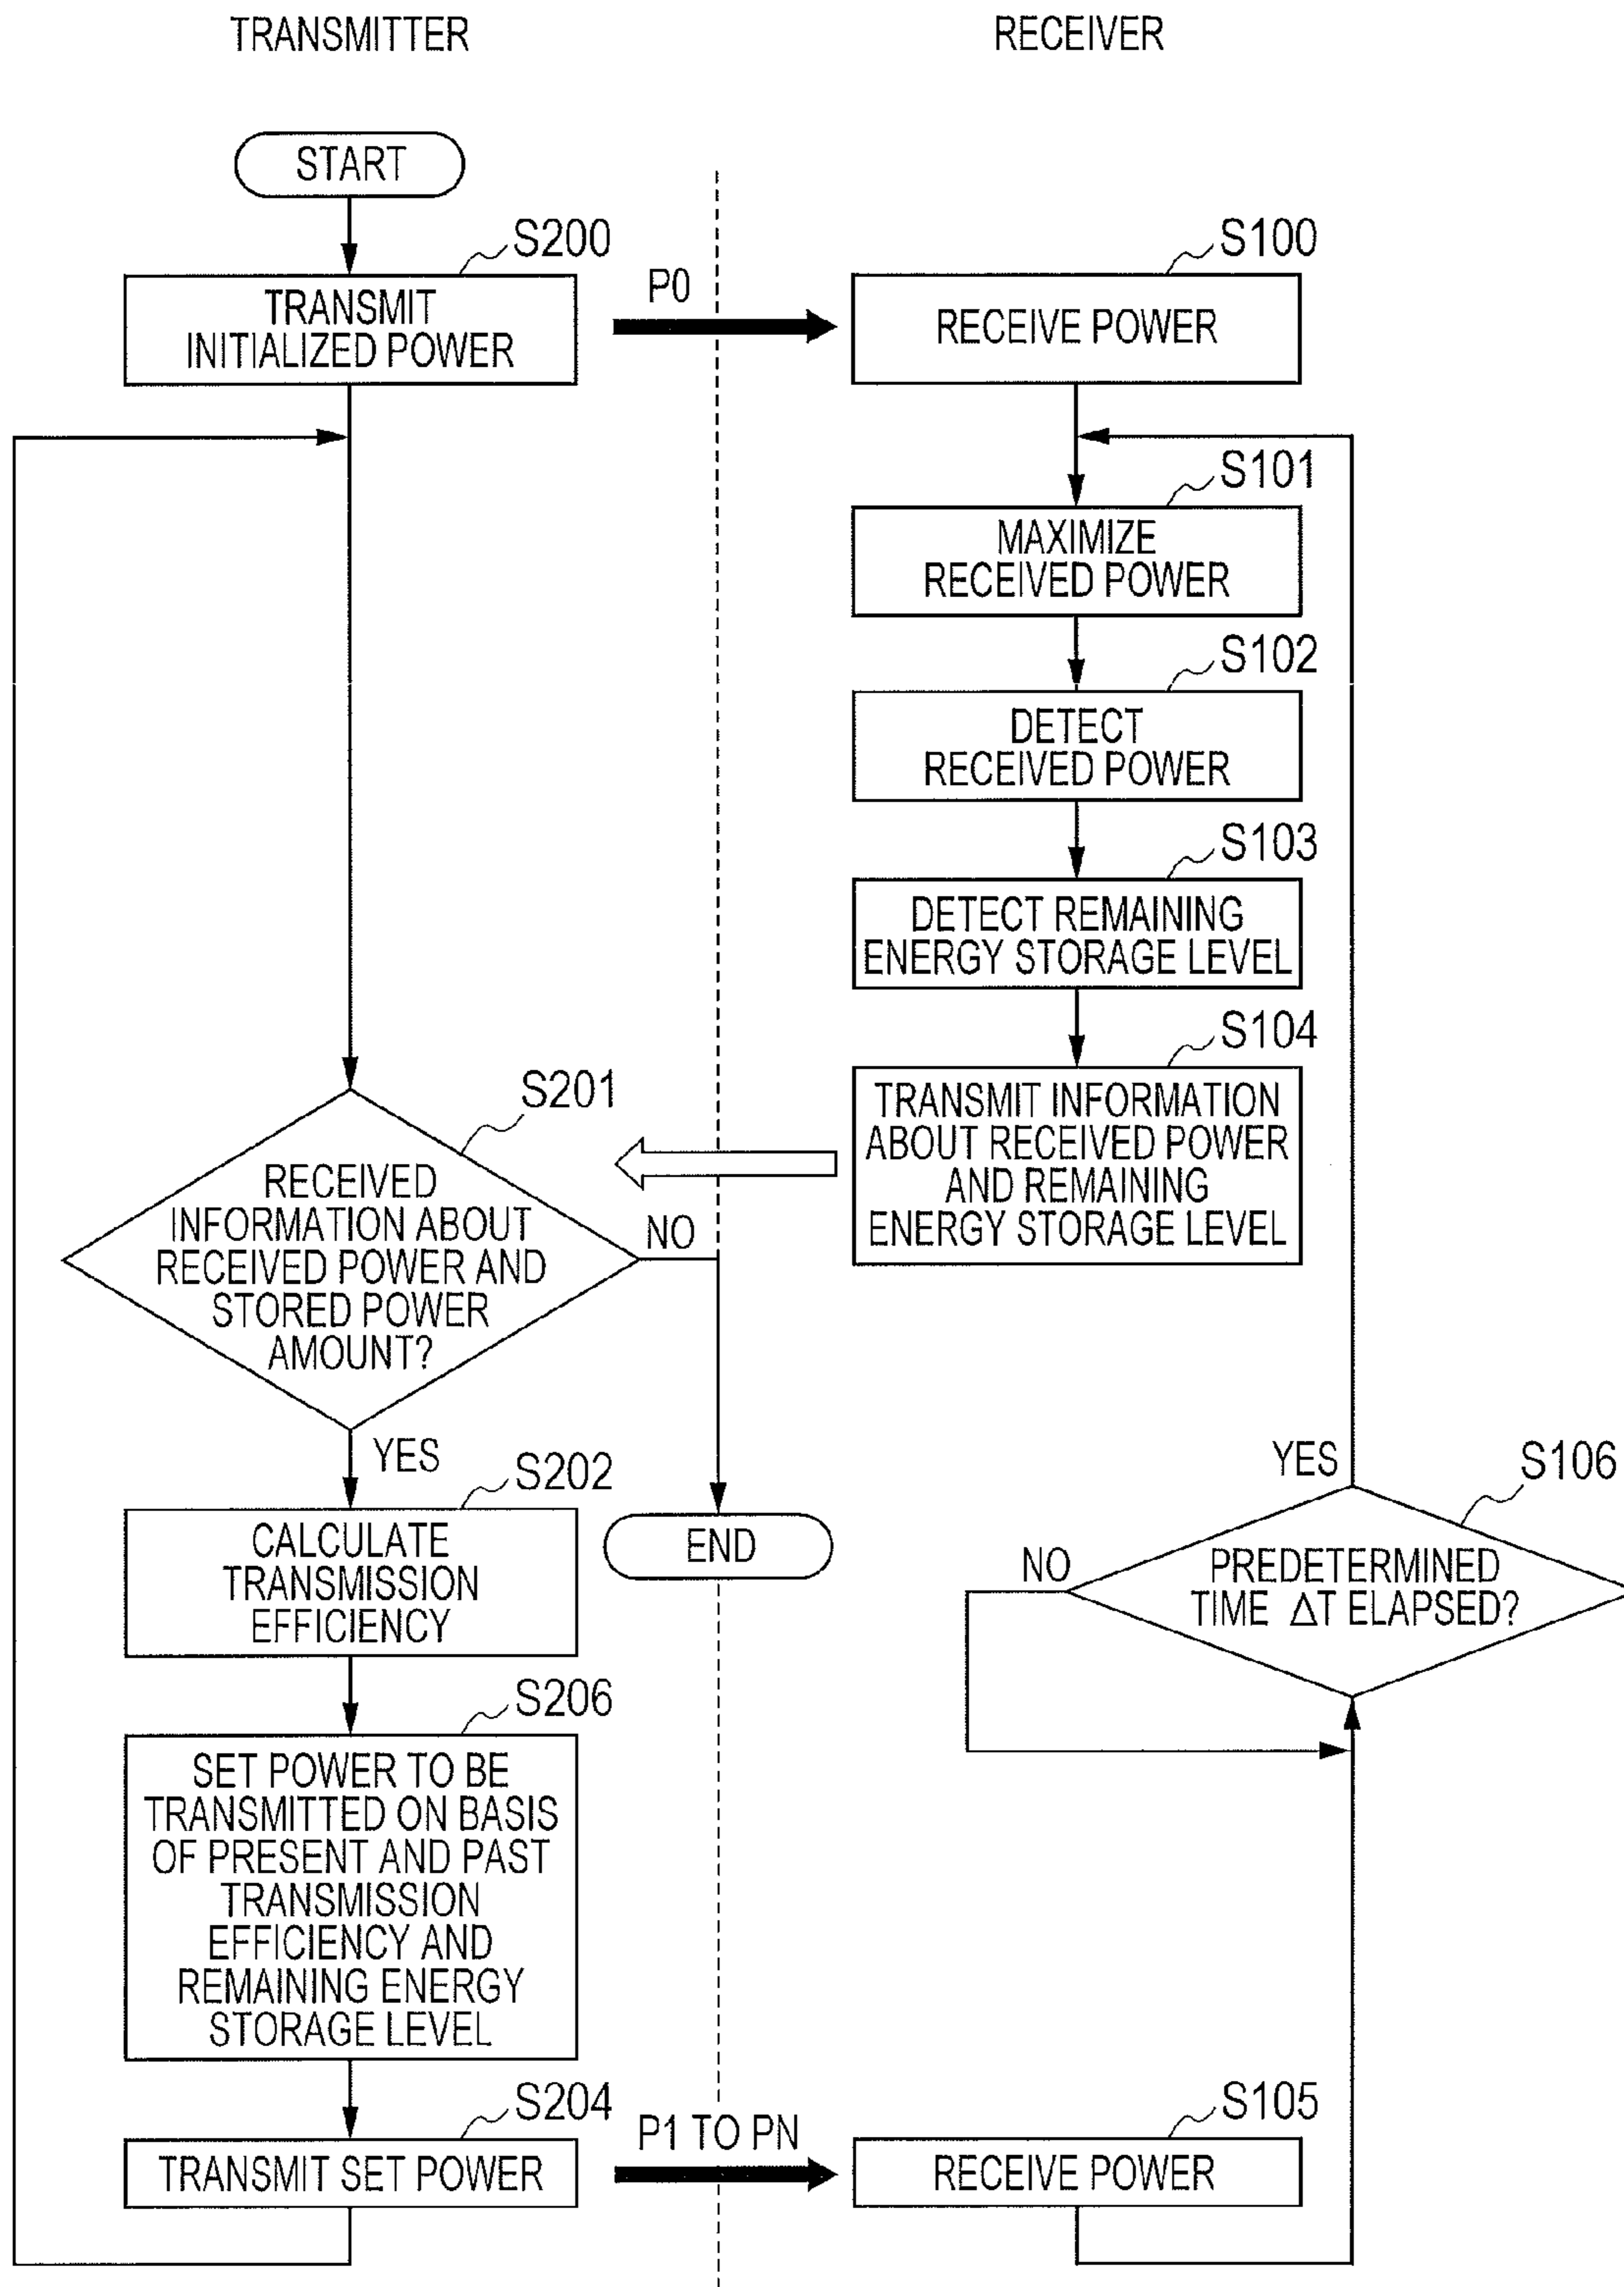 TRANSMITTER
RECEIVER
START
S200
TRANSMIT
INITIALIZED POWER
P0
S100
RECEIVE POWER
S101
MAXIMIZE
RECEIVED POWER
S102
DETECT
RECEIVED POWER
S103
DETECT REMAINING
ENERGY STORAGE LEVEL
S104
TRANSMIT INFORMATION
ABOUT RECEIVED POWER
AND REMAINING
ENERGY STORAGE LEVEL
S201
RECEIVED
INFORMATION ABOUT
RECEIVED POWER AND
STORED POWER
AMOUNT?
NO
YES
S202
CALCULATE
TRANSMISSION
EFFICIENCY
END
YES
S106
NO
PREDETERMINED
TIME ΔT ELAPSED?
S206
SET POWER TO BE
TRANSMITTED ON BASIS
OF PRESENT AND PAST
TRANSMISSION
EFFICIENCY AND
REMAINING ENERGY
STORAGE LEVEL
S204
TRANSMIT SET POWER
P1 TO PN
S105
RECEIVE POWER